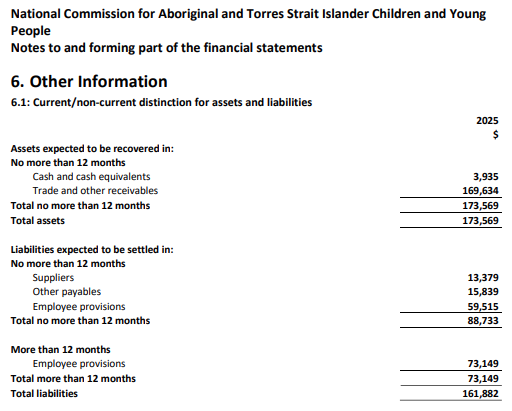 National Commission for Aboriginal and Torres Strait Islander Children and Young
People
Notes to and forming part of the financial statements
6. Other Information
6.1: Current/non-current distinction for assets and liabilities
2025
$
Assets expected to be recovered in:
No more than 12 months
Cash and cash equivalents 3,935
Trade and other receivables 169,634
Total no more than 12 months 173,569
Total assets 173,569
Liabilities expected to be settled in:
No more than 12 months
Suppliers 13,379
Other payables 15,839
Employee provisions 59,515
Total no more than 12 months 88,733
More than 12 months
Employee provisions 73,149
Total more than 12 months 73,149
Total liabilities 161,882